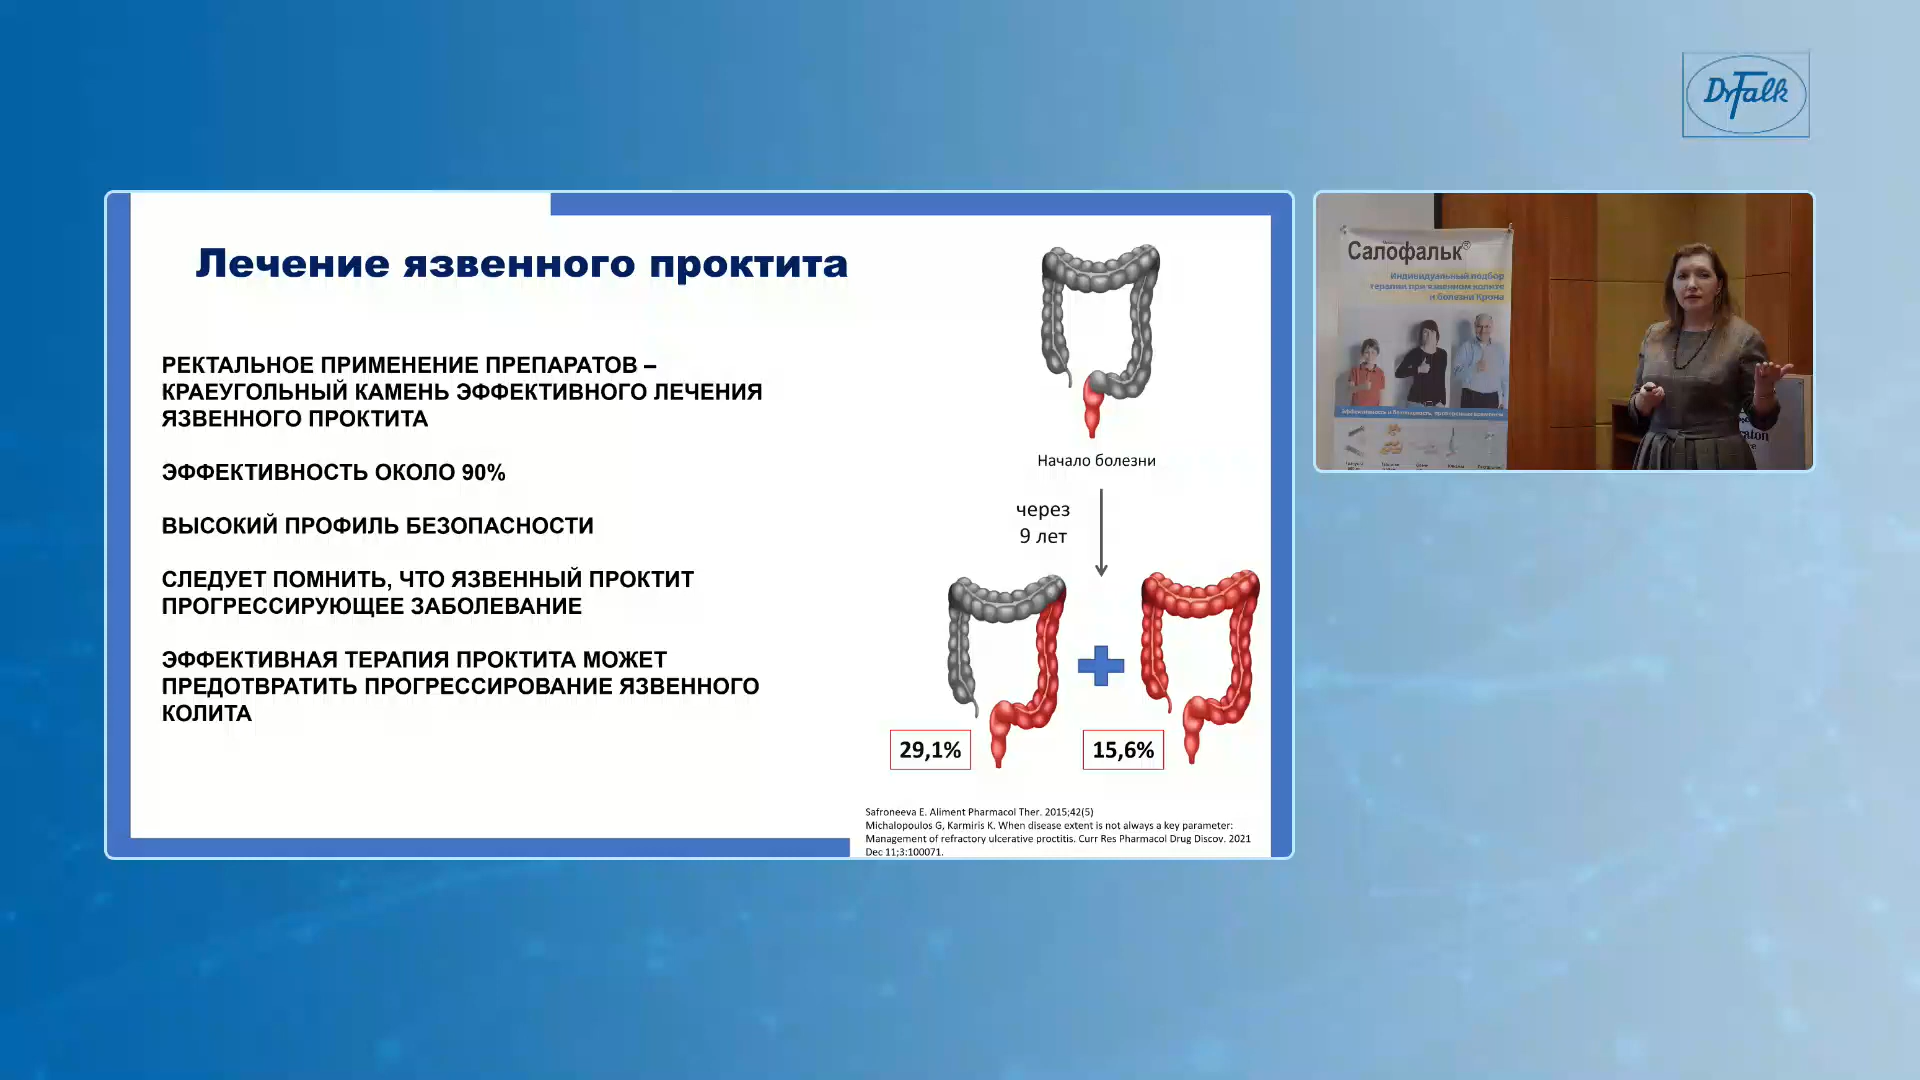 Dr Falk
Лечение язвенного проктита
РЕКТАЛЬНОЕ ПРИМЕНЕНИЕ ПРЕПАРАТОВ –
КРАЕУГОЛЬНЫЙ КАМЕНЬ ЭФФЕКТИВНОГО ЛЕЧЕНИЯ
ЯЗВЕННОГО ПРОКТИТА
ЭФФЕКТИВНОСТЬ ОКОЛО 90%
ВЫСОКИЙ ПРОФИЛЬ БЕЗОПАСНОСТИ
СЛЕДУЕТ ПОМНИТЬ, ЧТО ЯЗВЕННЫЙ ПРОКТИТ
ПРОГРЕССИРУЮЩЕЕ ЗАБОЛЕВАНИЕ
ЭФФЕКТИВНАЯ ТЕРАПИЯ ПРОКТИТА МОЖЕТ
ПРЕДОТВРАТИТЬ ПРОГРЕССИРОВАНИЕ ЯЗВЕННОГО
КОЛИТА
Начало болезни
через
9 лет
29,1%
15,6%
Safroneeva E. Aliment Pharmacol Ther. 2015;42(5)
Michalopoulos G, Karmiris K. When disease extent is not always a key parameter:
Management of refractory ulcerative proctitis. Curr Res Pharmacol Drug Discov. 2021
Dec 11;3:100071.
Салофальк®
Индивидуальный подбор
терапии при язвенном колите
и болезни Крона